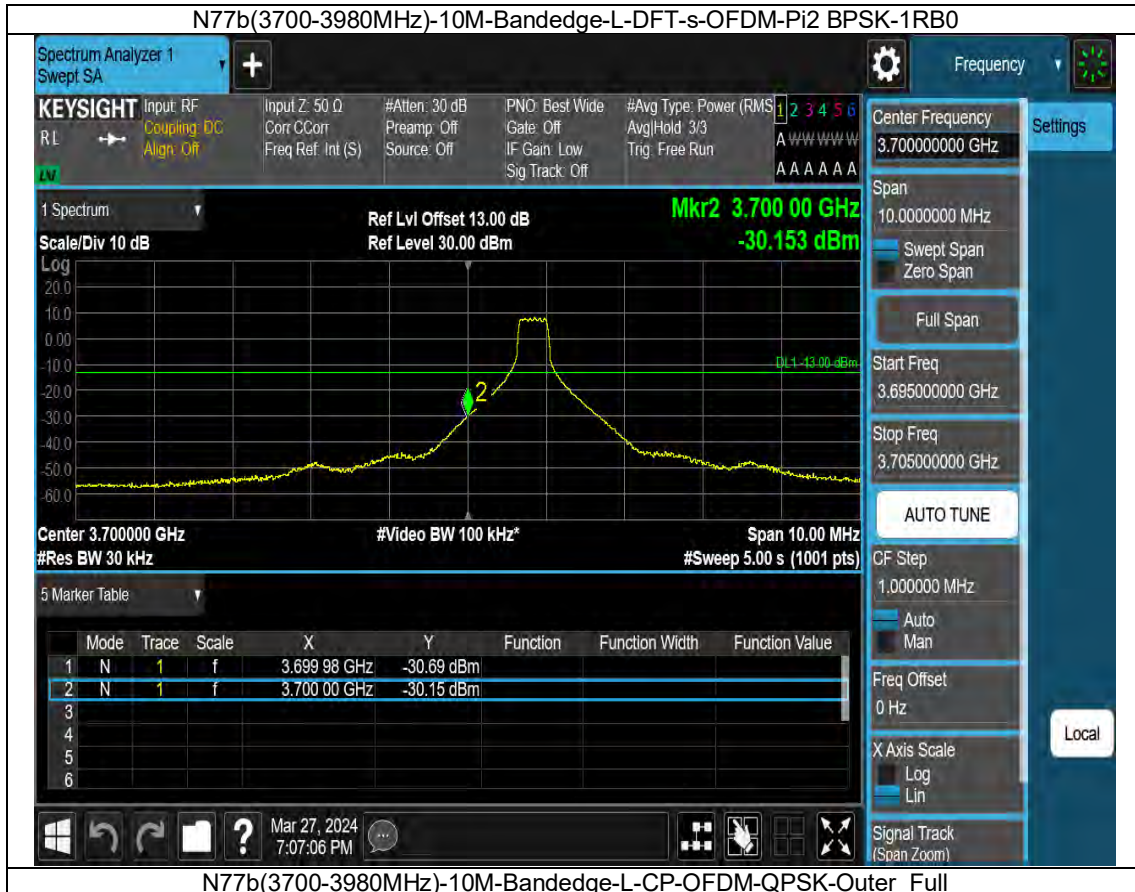 N77b(3700-3980MHz)-10M-Bandedge-L-DFT-s-OFDM-Pi2 BPSK-1RB0
Spectrum Analyzer 1
Swept SA
+
Frequency
KEYSIGHT
RL
Input: RF
Coupling: DC
Align: Off
Input Z: 50 Ω
Corr CCorr
Freq Ref: Int (S)
#Atten: 30 dB
Preamp: Off
Source: Off
PNO: Best Wide
Gate: Off
IF Gain: Low
Sig Track: Off
#Avg Type: Power (RMS
Avg|Hold: 3/3
Trig: Free Run
1 2 3 4 5 6
A W W W W W
A A A A A A
Center Frequency
3.700000000 GHz
Settings
Span
10.0000000 MHz
Swept Span
Zero Span
Full Span
Start Freq
3.695000000 GHz
Stop Freq
3.705000000 GHz
AUTO TUNE
CF Step
1.000000 MHz
Auto
Man
Freq Offset
0 Hz
X Axis Scale
Log
Lin
Signal Track
(Span Zoom)
Local
1 Spectrum
Scale/Div 10 dB
Ref Lvl Offset 13.00 dB
Ref Level 30.00 dBm
Mkr2 3.700 00 GHz
-30.153 dBm
Log
20.0
10.0
0.00
-10.0
-20.0
-30.0
-40.0
-50.0
-60.0
DL1 -13.00 dBm
2
Center 3.700000 GHz
#Res BW 30 kHz
#Video BW 100 kHz*
Span 10.00 MHz
#Sweep 5.00 s (1001 pts)
5 Marker Table
Mode Trace Scale X Y Function Function Width Function Value
1 N 1 f 3.699 98 GHz -30.69 dBm
2 N 1 f 3.700 00 GHz -30.15 dBm
3
4
5
6
?
Mar 27, 2024
7:07:06 PM
N77b(3700-3980MHz)-10M-Bandedge-L-CP-OFDM-QPSK-Outer_Full